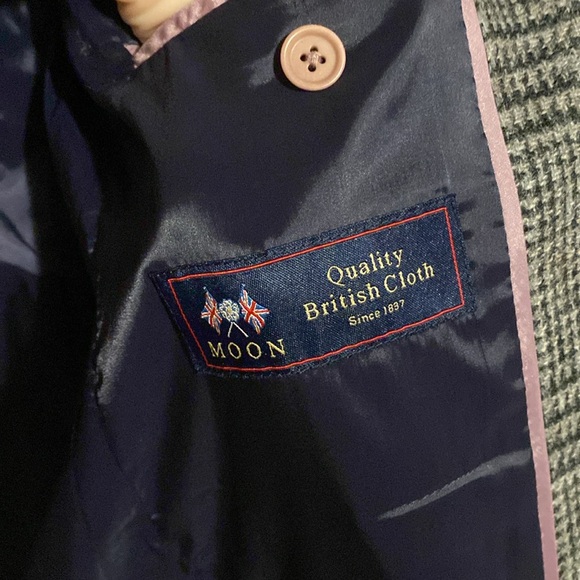 MOON
Quality
British Cloth
Since 1837